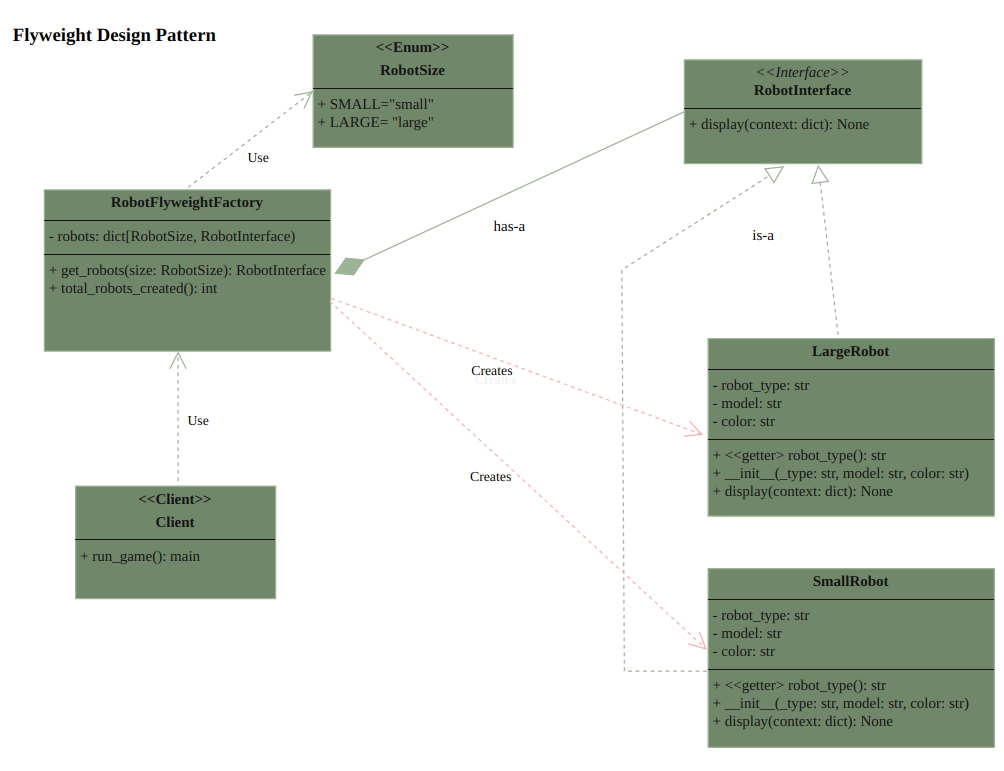 Flyweight Design Pattern
<<Enum>>
RobotSize
+ SMALL="small"
+ LARGE= "large"
<<Interface>>
RobotInterface
+ display(context: dict): None
Use
RobotFlyweightFactory
- robots: dict[RobotSize, RobotInterface)
+ get_robots(size: RobotSize): RobotInterface
+ total_robots_created(): int
has-a
is-a
Creates
Creates
LargeRobot
- robot_type: str
- model: str
- color: str
+ <<getter> robot_type(): str
+ __init__(_type: str, model: str, color: str)
+ display(context: dict): None
Use
Creates
<<Client>>
Client
+ run_game(): main
SmallRobot
- robot_type: str
- model: str
- color: str
+ <<getter> robot_type(): str
+ __init__(_type: str, model: str, color: str)
+ display(context: dict): None